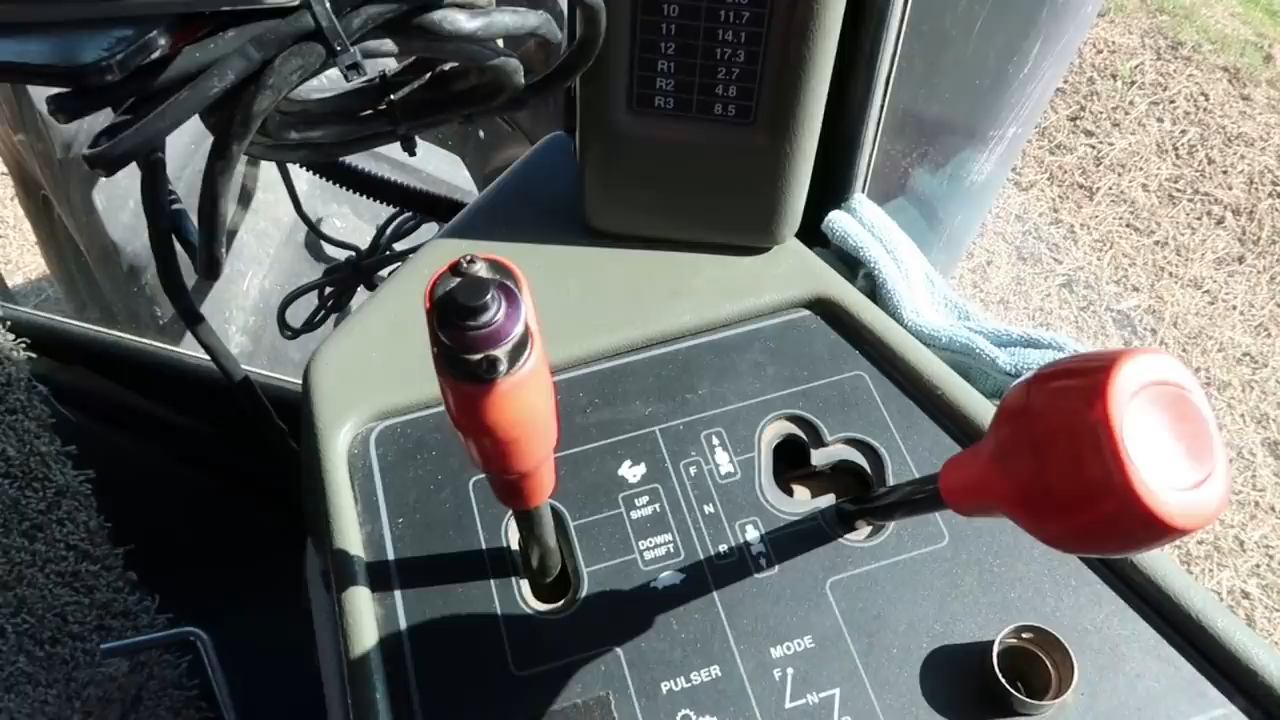 10 11.7
11 14.1
12 17.3
R1 2.7
R2 4.8
R3 8.5
UP
SHIFT
DOWN
SHIFT
F
N
R
PULSER
MODE
F
N